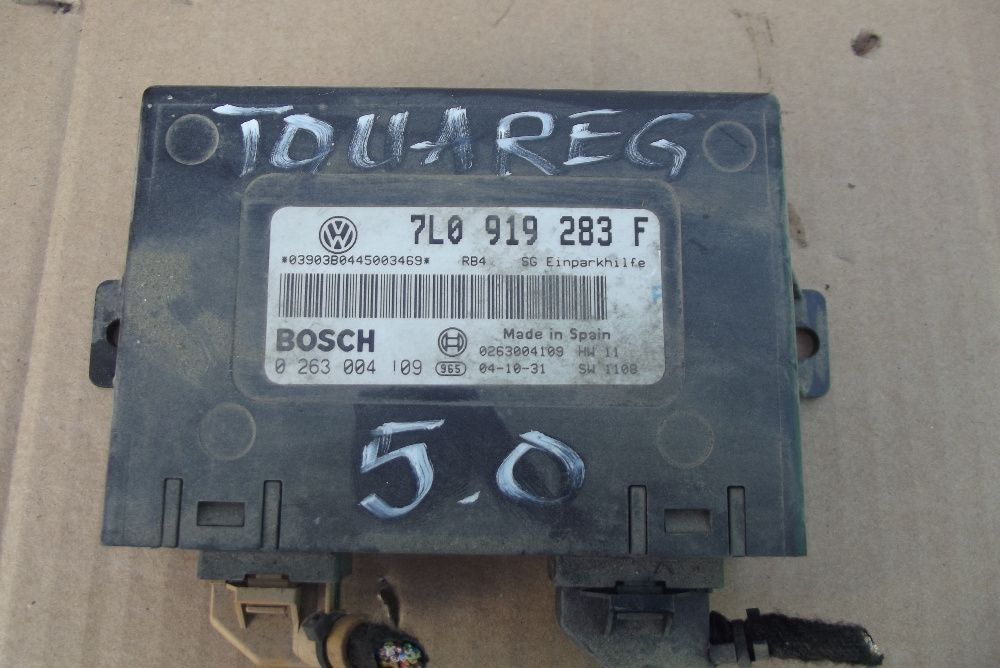 TOUAREG
7L0 919 283 F
*03903B0445003469* RB4 SG Einparkhilfe
BOSCH Made in Spain
0263004109 HW 11
0 263 004 109 965 04-10-31 SW 1108
5.0